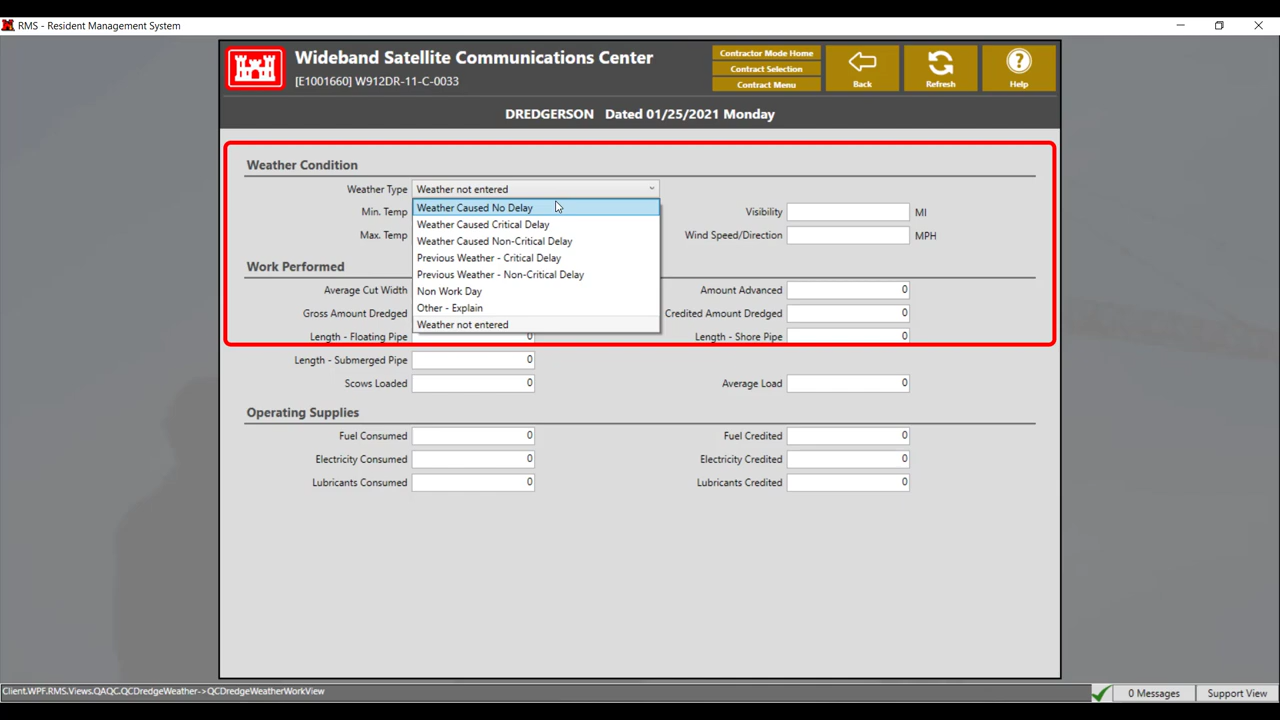 RMS - Resident Management System
Wideband Satellite Communications Center
[E1001660] W912DR-11-C-0033
Contractor Mode Home
Contract Selection
Contract Menu
Back
Refresh
Help
DREDGERSON Dated 01/25/2021 Monday
Weather Condition
Weather Type Weather not entered
Weather Caused No Delay
Weather Caused Critical Delay
Weather Caused Non-Critical Delay
Previous Weather - Critical Delay
Previous Weather - Non-Critical Delay
Non Work Day
Other - Explain
Weather not entered
Min. Temp
Visibility MI
Max. Temp
Wind Speed/Direction MPH
Work Performed
Average Cut Width
Amount Advanced 0
Gross Amount Dredged
Credited Amount Dredged 0
Length - Floating Pipe 0
Length - Shore Pipe 0
Length - Submerged Pipe 0
Scows Loaded 0
Average Load 0
Operating Supplies
Fuel Consumed 0
Fuel Credited 0
Electricity Consumed 0
Electricity Credited 0
Lubricants Consumed 0
Lubricants Credited 0
Client.WPF.RMS.Views.QAQC.QCDredgeWeather->QCDredgeWeatherWorkView
0 Messages
Support View